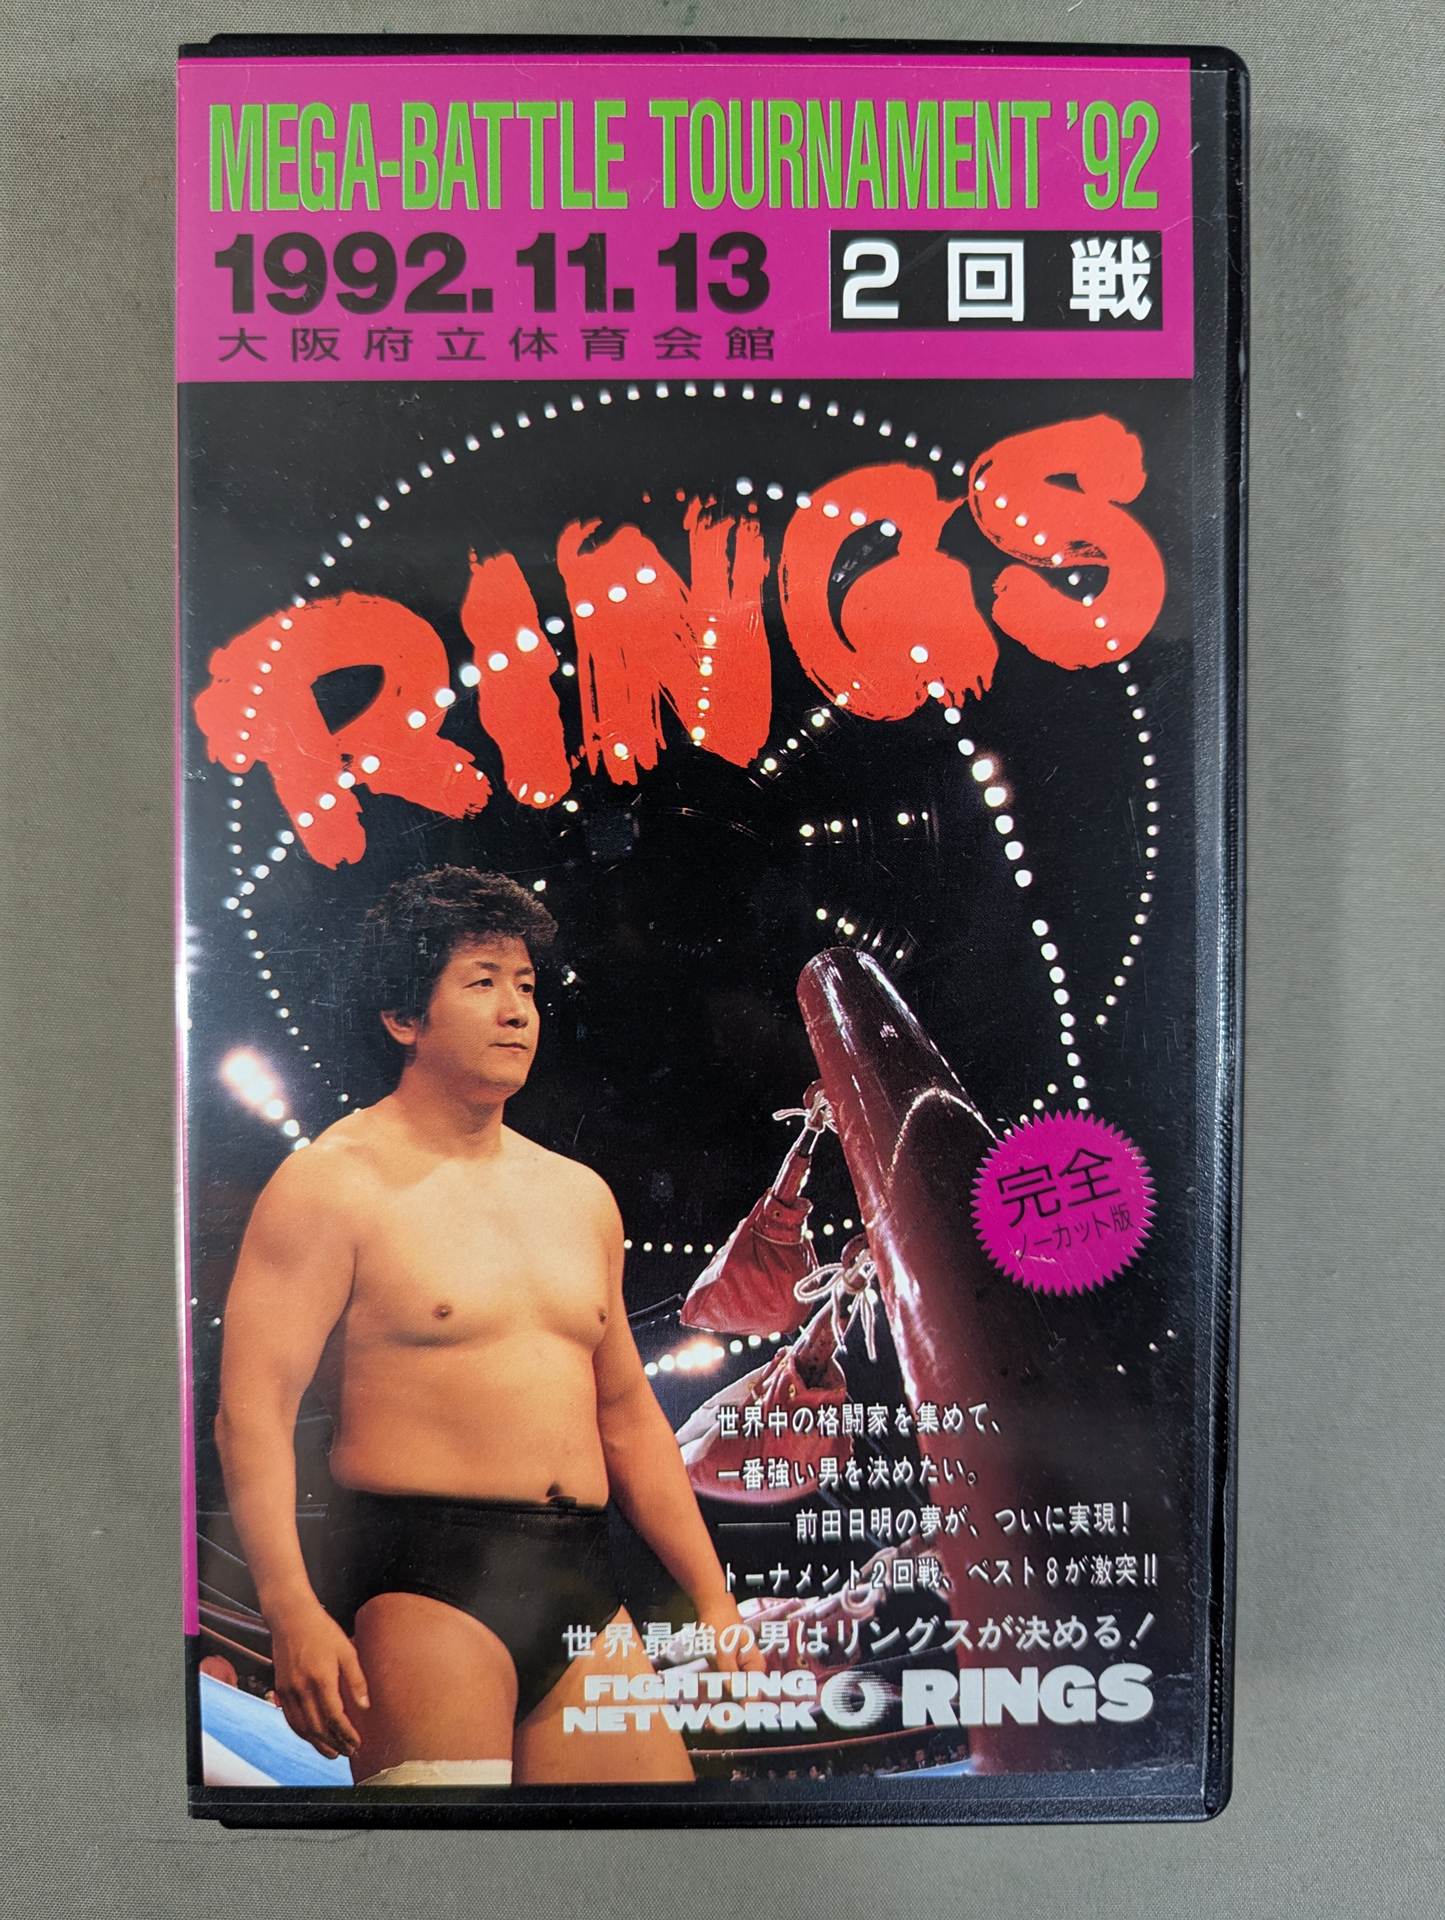 MEGA-BATTLE TOURNAMENT '92
1992.11.13
2回戦
大阪府立体育会館
RINGS
完全
ノーカット版
世界中の格闘家を集めて、
一番強い男を決めたい。
——前田日明の夢が、ついに実現！
トーナメント2回戦、ベスト8が激突!!
世界最強の男はリングスが決める！
FIGHTING
NETWORK
RINGS